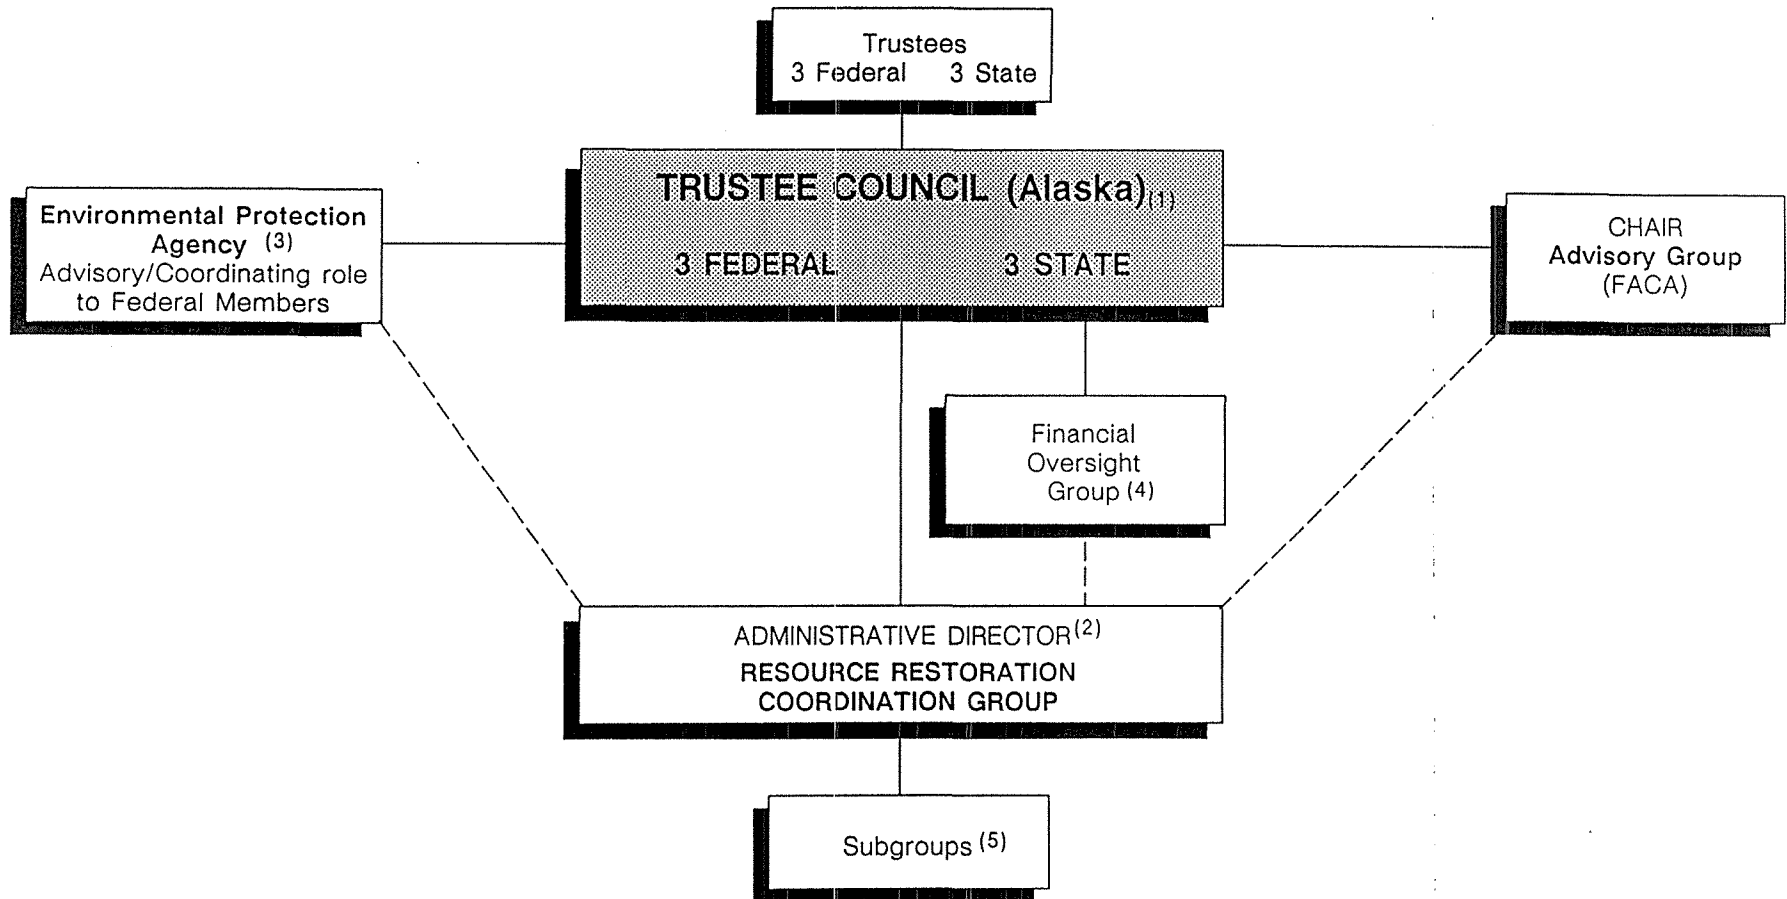 Trustees
3 Federal 3 State
TRUSTEE COUNCIL (Alaska)(1)
3 FEDERAL 3 STATE
Environmental Protection
Agency (3)
Advisory/Coordinating role
to Federal Members
CHAIR
Advisory Group
(FACA)
Financial
Oversight
Group (4)
ADMINISTRATIVE DIRECTOR(2)
RESOURCE RESTORATION
COORDINATION GROUP
Subgroups (5)